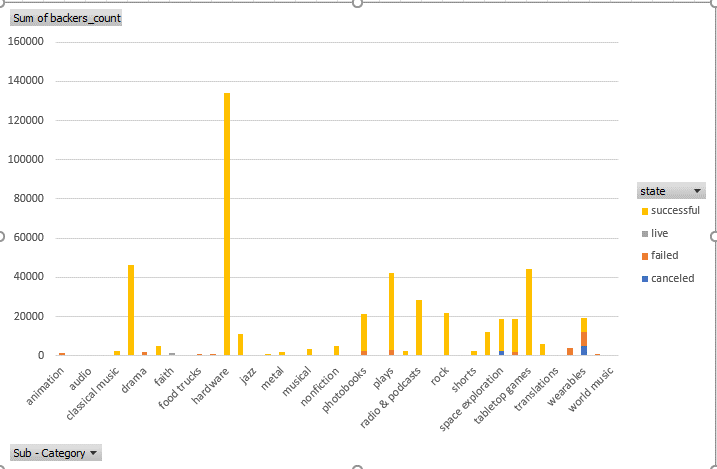 Sum of backers_count
160000
140000
120000
100000
80000
60000
40000
20000
0
animation
audio
classical music
drama
faith
food trucks
hardware
jazz
metal
musical
nonfiction
photobooks
plays
radio & podcasts
rock
shorts
space exploration
tabletop games
translations
wearables
world music
state
successful
live
failed
canceled
Sub - Category